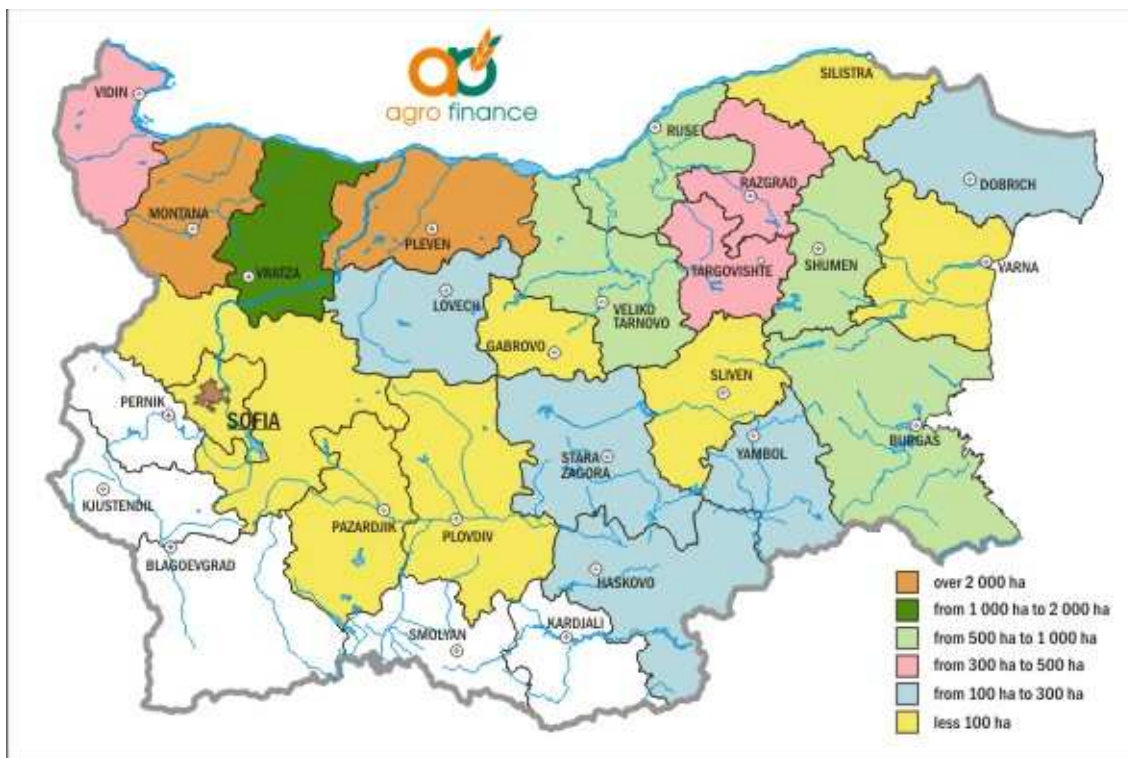 ao
agro finance
SILISTRA
VIDIN
RUSE
DOBRICH
RAZGRAD
MONTANA
PLEVEN
VRATZA
TARGOVISHTE
SHUMEN
VARNA
LOVECH
VELIKO
TARNOVO
GABROVO
SLIVEN
PERNIK
SOFIA
BURGAS
YAMBOL
STARA
ZAGORA
KJUSTENDIL
PAZARDJIK
PLOVDIV
BLAGOEVGRAD
HASKOVO
SMOLYAN
KARDJALI
over 2 000 ha
from 1 000 ha to 2 000 ha
from 500 ha to 1 000 ha
from 300 ha to 500 ha
from 100 ha to 300 ha
less 100 ha